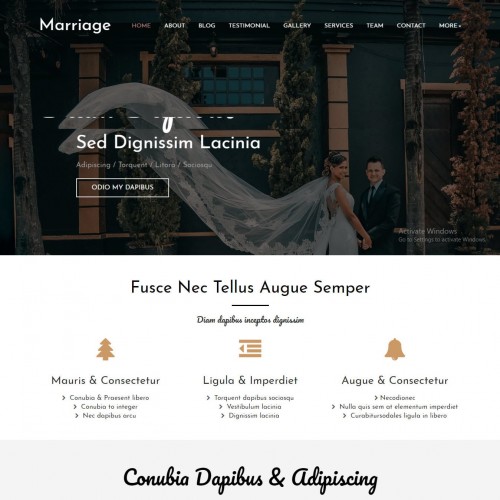 Marriage
HOME ABOUT BLOG TESTIMONIAL GALLERY SERVICES TEAM CONTACT MORE
Sed Dignissim Lacinia
Adipiscing / Torquent / Litora / Sociosqu
ODIO MY DAPIBUS
Activate Windows
Go to Settings to activate Windows.
Fusce Nec Tellus Augue Semper
Diam dapibus inceptos dignissim
Mauris & Consectetur Ligula & Imperdiet Augue & Consectetur
Conubia & Praesent libero Torquent dapibus sociosqu Necodionec
Conubia to integer Vestibulum lacinia Nulla quis sem at elementum imperdiet
Nec dapibus arcu Dignissim lacinia Curabitursodales ligula in libero
Conubia Dapibus & Adipiscing